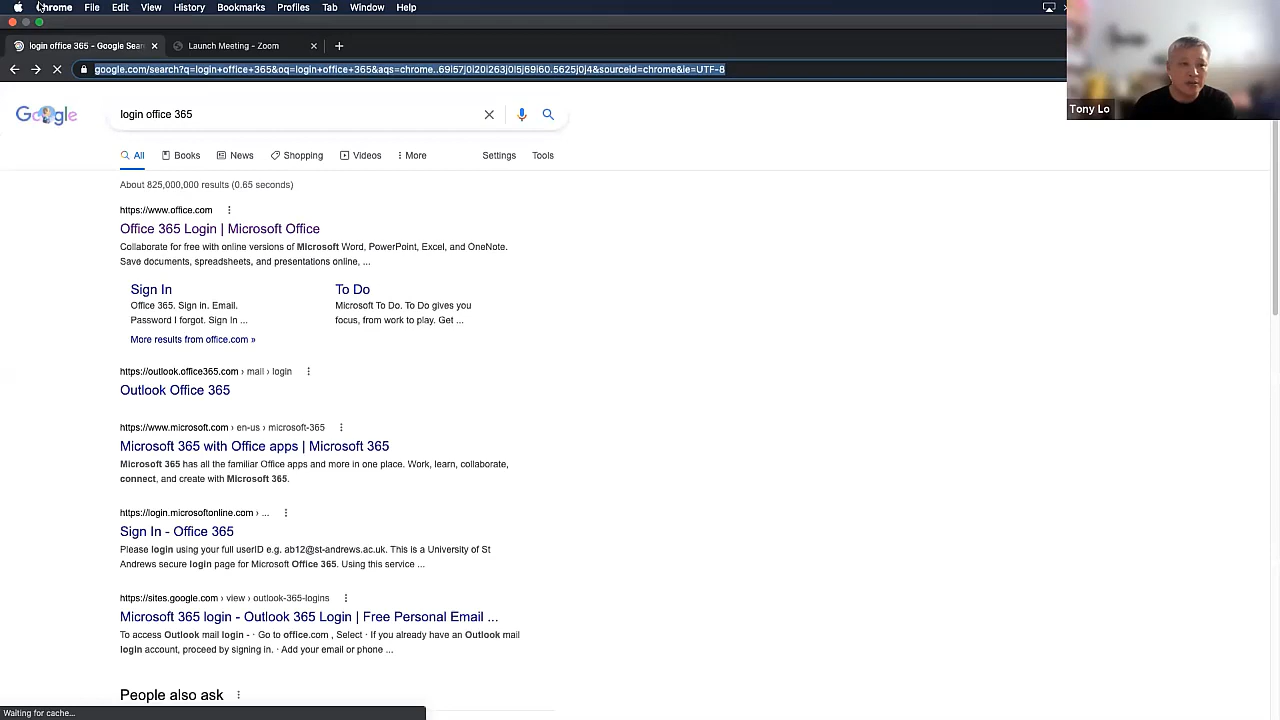 Chrome File Edit View History Bookmarks Profiles Tab Window Help
login office 365 - Google Sear
Launch Meeting - Zoom
google.com/search?q=login+office+365&oq=login+office+365&aqs=chrome..69i57j0l20i263j0l5j69i60.5625j0j4&sourceid=chrome&ie=UTF-8
Tony Lo
Google
login office 365
All Books News Shopping Videos More Settings Tools
About 825,000,000 results (0.65 seconds)
https://www.office.com
Office 365 Login | Microsoft Office
Collaborate for free with online versions of Microsoft Word, PowerPoint, Excel, and OneNote.
Save documents, spreadsheets, and presentations online, ...
Sign In
Office 365. Sign in. Email.
Password I forgot. Sign In ...
To Do
Microsoft To Do. To Do gives you
focus, from work to play. Get ...
More results from office.com »
https://outlook.office365.com › mail › login
Outlook Office 365
https://www.microsoft.com › en-us › microsoft-365
Microsoft 365 with Office apps | Microsoft 365
Microsoft 365 has all the familiar Office apps and more in one place. Work, learn, collaborate,
connect, and create with Microsoft 365.
https://login.microsoftonline.com › ...
Sign In - Office 365
Please login using your full userID e.g. ab12@st-andrews.ac.uk. This is a University of St
Andrews secure login page for Microsoft Office 365. Using this service ...
https://sites.google.com › view › outlook-365-logins
Microsoft 365 login - Outlook 365 Login | Free Personal Email ...
To access Outlook mail login - · Go to office.com , Select · If you already have an Outlook mail
login account, proceed by signing in. · Add your email or phone ...
People also ask
Waiting for cache...